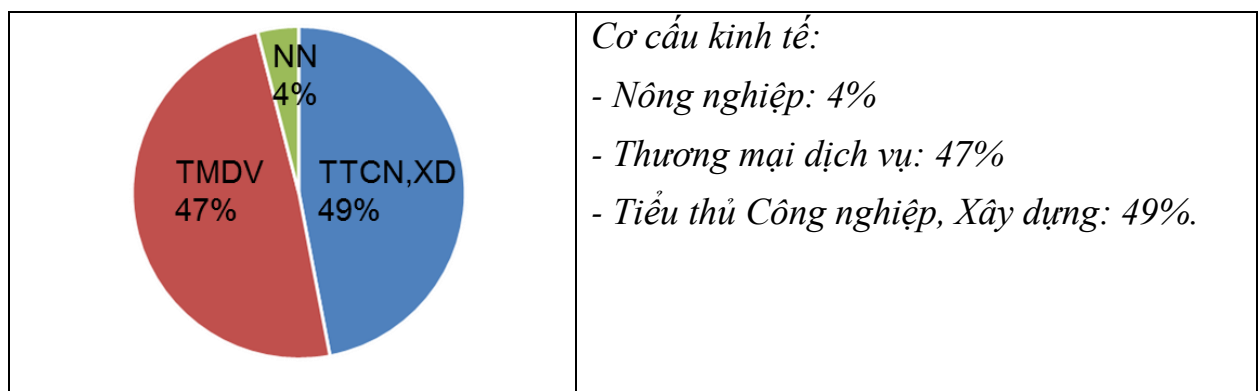 NN
4%
TMDV
47%
TTCN,XD
49%
Cơ cấu kinh tế:
- Nông nghiệp: 4%
- Thương mại dịch vụ: 47%
- Tiểu thủ Công nghiệp, Xây dựng: 49%.